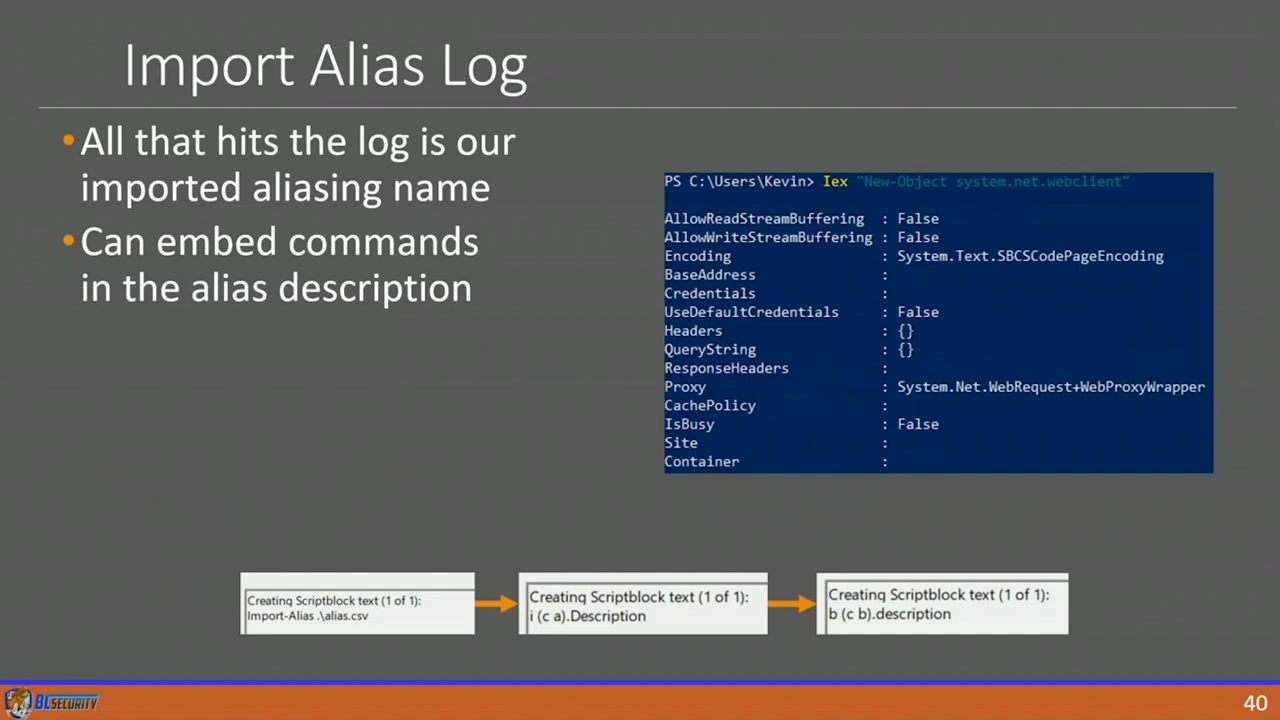 Import Alias Log
•All that hits the log is our
imported aliasing name
•Can embed commands
in the alias description
PS C:\Users\Kevin> Iex "New-Object system.net.webclient"
AllowReadStreamBuffering : False
AllowWriteStreamBuffering : False
Encoding : System.Text.SBCSCodePageEncoding
BaseAddress :
Credentials :
UseDefaultCredentials : False
Headers : {}
QueryString : {}
ResponseHeaders :
Proxy : System.Net.WebRequest+WebProxyWrapper
CachePolicy :
IsBusy : False
Site :
Container :
Creating Scriptblock text (1 of 1):
Import-Alias .\alias.csv
Creating Scriptblock text (1 of 1):
i (c a).Description
Creating Scriptblock text (1 of 1):
b (c b).description
BLSECURITY
40